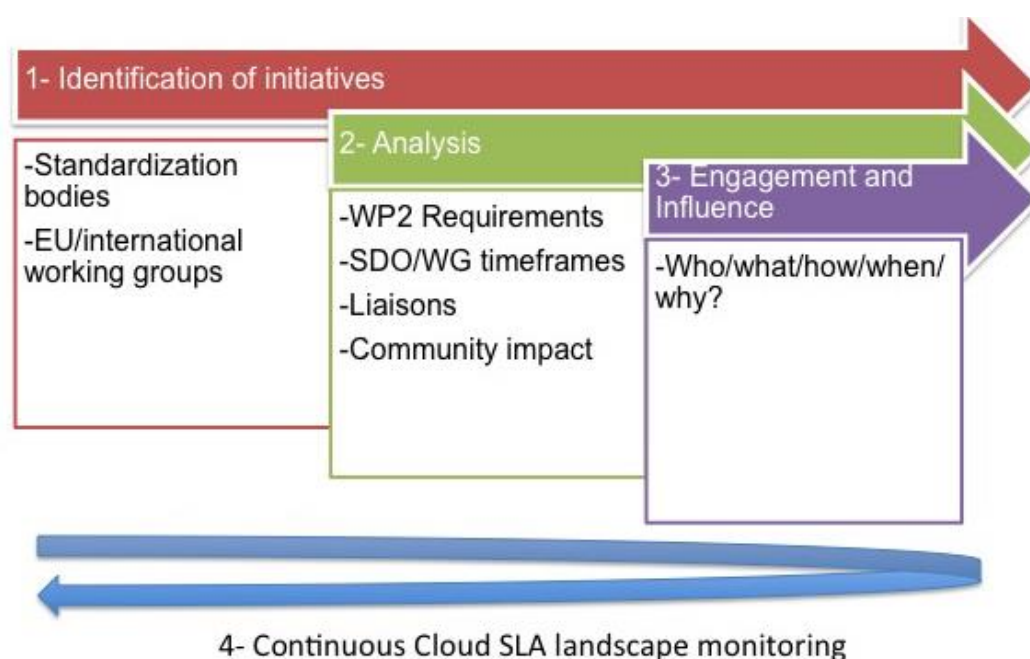 1- Identification of initiatives
-Standardization
bodies
-EU/international
working groups
2- Analysis
-WP2 Requirements
-SDO/WG timeframes
-Liaisons
-Community impact
3- Engagement and
Influence
-Who/what/how/when/
why?
4- Continuous Cloud SLA landscape monitoring